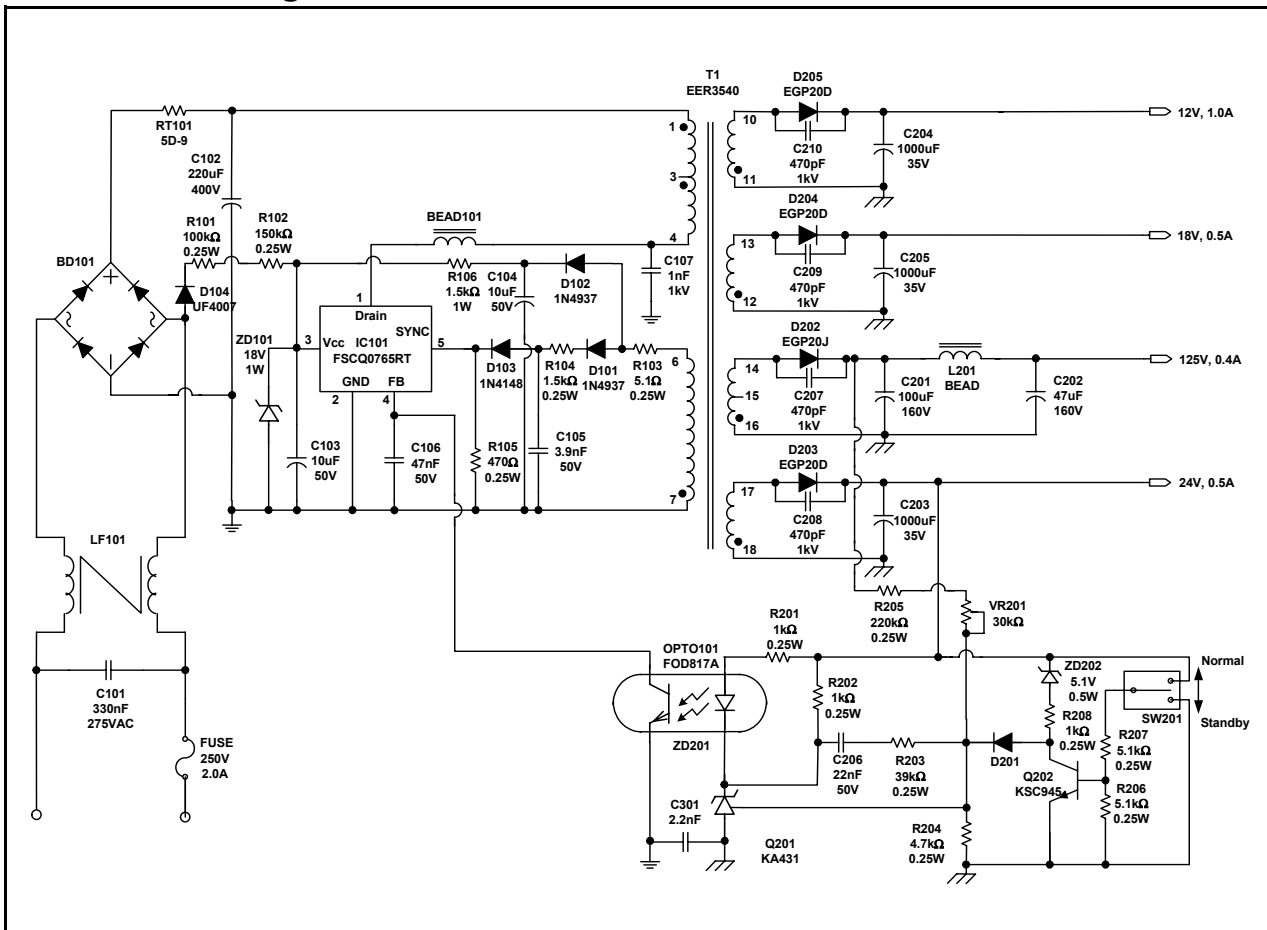 T1
EER3540
RT101
5D-9
C102
220uF
400V
R101
100kΩ
0.25W
R102
150kΩ
0.25W
BD101
D104
UF4007
BEAD101
R106
1.5kΩ
1W
C104
10uF
50V
D102
1N4937
C107
1nF
1kV
1
3
4
6
7
1
Drain
SYNC
3
Vcc
IC101
FSCQ0765RT
5
GND
2
FB
4
ZD101
18V
1W
D103
1N4148
R104
1.5kΩ
0.25W
D101
1N4937
R103
5.1Ω
0.25W
C103
10uF
50V
C106
47nF
50V
R105
470Ω
0.25W
C105
3.9nF
50V
LF101
C101
330nF
275VAC
FUSE
250V
2.0A
D205
EGP20D
10
11
C210
470pF
1kV
C204
1000uF
35V
12V, 1.0A
D204
EGP20D
13
12
C209
470pF
1kV
C205
1000uF
35V
18V, 0.5A
D202
EGP20J
14
15
16
C207
470pF
1kV
C201
100uF
160V
L201
BEAD
C202
47uF
160V
125V, 0.4A
D203
EGP20D
17
18
C208
470pF
1kV
C203
1000uF
35V
24V, 0.5A
R205
220kΩ
0.25W
VR201
30kΩ
OPTO101
FOD817A
R201
1kΩ
0.25W
R202
1kΩ
0.25W
ZD201
C206
22nF
50V
R203
39kΩ
0.25W
D201
ZD202
5.1V
0.5W
R208
1kΩ
0.25W
Normal
SW201
Standby
R207
5.1kΩ
0.25W
Q202
KSC945
R206
5.1kΩ
0.25W
C301
2.2nF
Q201
KA431
R204
4.7kΩ
0.25W